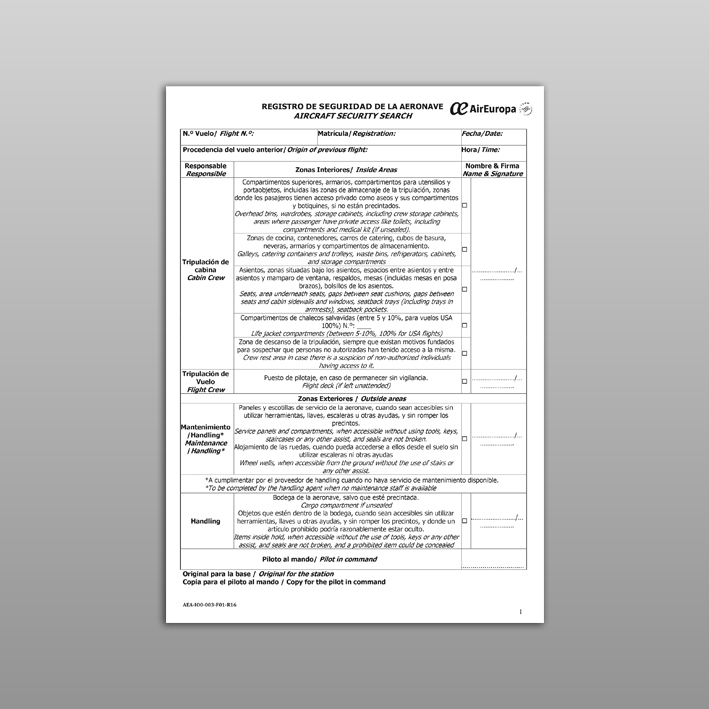 REGISTRO DE SEGURIDAD DE LA AERONAVE
AIRCRAFT SECURITY SEARCH
AirEuropa
N.º Vuelo/ Flight N.º:
Matrícula/Registration:
Fecha/Date:
Procedencia del vuelo anterior/Origin of previous flight:
Hora/Time:
Responsable
Responsible
Zonas Interiores/ Inside Areas
Nombre & Firma
Name & Signature
Tripulación de
cabina
Cabin Crew
Compartimentos superiores, armarios, compartimentos para utensilios y
portaobjetos, incluidas las zonas de almacenaje de la tripulación, zonas
donde los pasajeros tienen acceso privado como aseos y sus compartimentos
y botiquines, si no están precintados.
Overhead bins, wardrobes, storage cabinets, including crew storage cabinets,
areas where passenger have private access like toilets, including
compartments and medical kit (if unsealed).
Zonas de cocina, contenedores, carros de catering, cubos de basura,
neveras, armarios y compartimentos de almacenamiento.
Galleys, catering containers and trolleys, waste bins, refrigerators, cabinets,
and storage compartments
Asientos, zonas situadas bajo los asientos, espacios entre asientos y entre
asientos y mamparo de ventana, respaldos, mesas (incluidas mesas en posa
brazos), bolsillos de los asientos.
Seats, area underneath seats, gaps between seat cushions, gaps between
seats and cabin sidewalls and windows, seatback trays (including trays in
armrests), seatback pockets.
Compartimentos de chalecos salvavidas (entre 5 y 10%, para vuelos USA
100%) N.º: ____
Life jacket compartments (between 5-10%, 100% for USA flights)
Zona de descanso de la tripulación, siempre que existan motivos fundados
para sospechar que personas no autorizadas han tenido acceso a la misma.
Crew rest area in case there is a suspicion of non-authorized individuals
having access to it.
Tripulación de
Vuelo
Flight Crew
Puesto de pilotaje, en caso de permanecer sin vigilancia.
Flight deck (if left unattended)
Zonas Exteriores / Outside areas
Mantenimiento
/Handling*
Maintenance
/Handling*
Paneles y escotillas de servicio de la aeronave, cuando sean accesibles sin
utilizar herramientas, llaves, escaleras u otras ayudas, y sin romper los
precintos.
Service panels and compartments, when accessible without using tools, keys,
staircases or any other assist, and seals are not broken.
Alojamiento de las ruedas, cuando pueda accederse a ellos desde el suelo sin
utilizar escaleras ni otras ayudas
Wheel wells, when accessible from the ground without the use of stairs or
any other assist.
*A cumplimentar por el proveedor de handling cuando no haya servicio de mantenimiento disponible.
*To be completed by the handling agent when no maintenance staff is available
Handling
Bodega de la aeronave, salvo que esté precintada.
Cargo compartment if unsealed
Objetos que estén dentro de la bodega, cuando sean accesibles sin utilizar
herramientas, llaves u otras ayudas, y sin romper los precintos, y donde un
artículo prohibido podría razonablemente estar oculto.
Items inside hold, when accessible without the use of tools, keys or any other
assist, and seals are not broken, and a prohibited item could be concealed
Piloto al mando/ Pilot in command
Original para la base / Original for the station
Copia para el piloto al mando / Copy for the pilot in command
AEA-I00-003-F01-R16
1